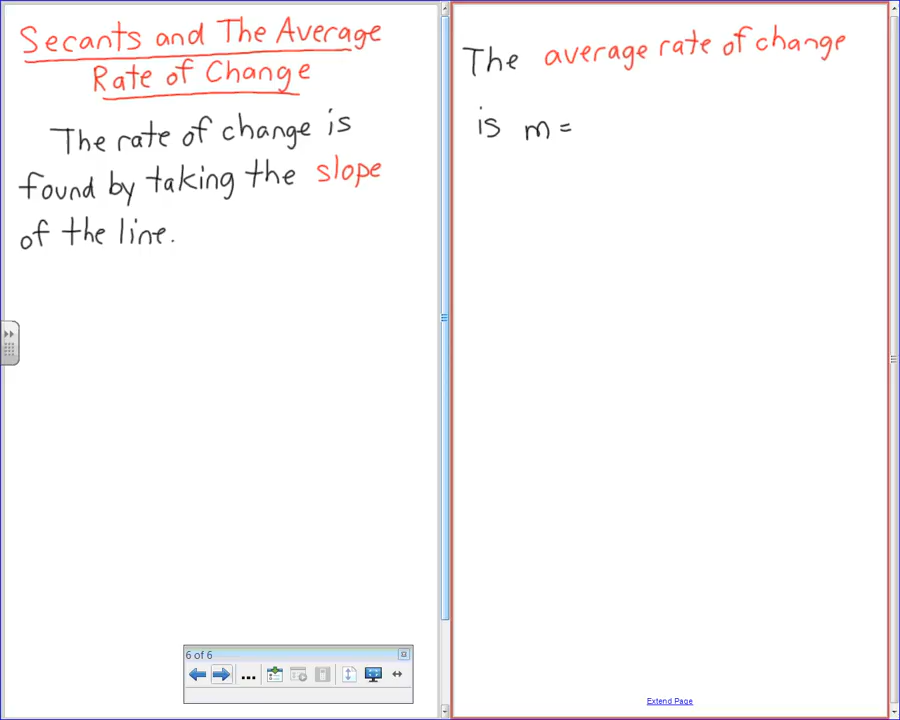 Secants and The Average
Rate of Change
The rate of change is
found by taking the slope
of the line.
The average rate of change
is m =
6 of 6
...
Extend Page